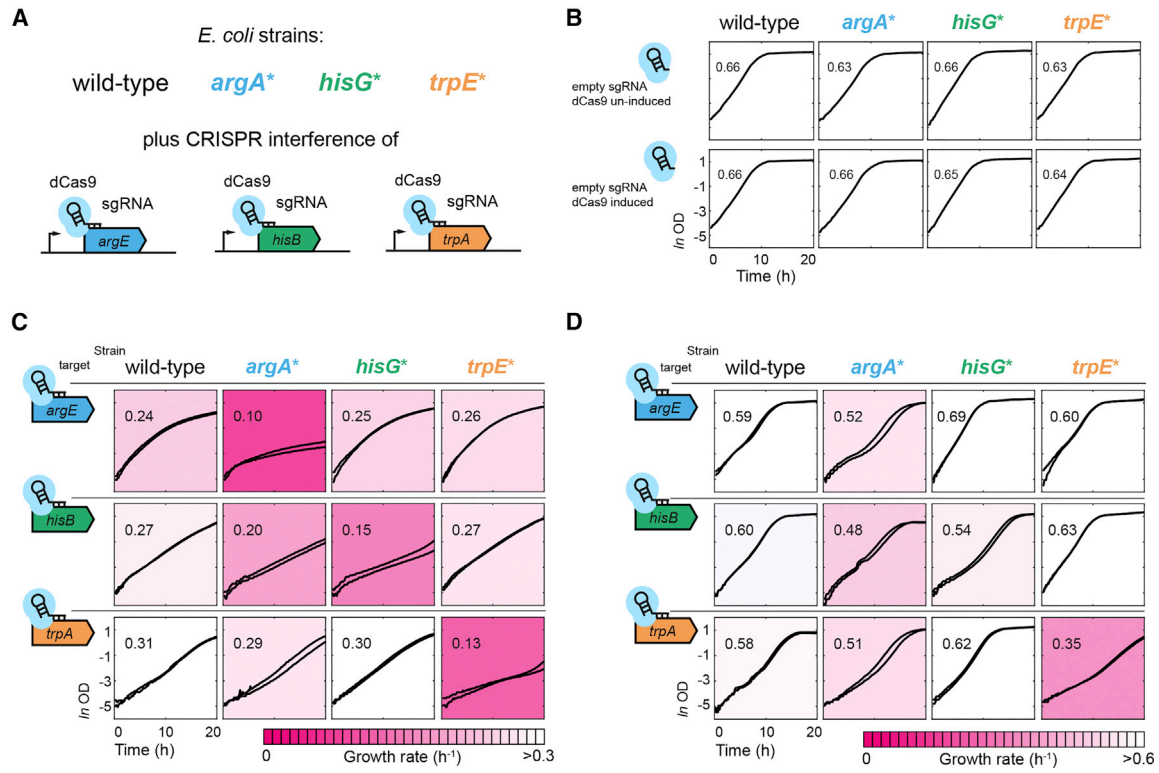 A
E. coli strains:
wild-type argA* hisG* trpE*
plus CRISPR interference of
dCas9 dCas9 dCas9
sgRNA sgRNA sgRNA
argE hisB trpA
B
wild-type argA* hisG* trpE*
empty sgRNA
dCas9 un-induced
0.66 0.63 0.66 0.63
empty sgRNA
dCas9 induced
0.66 0.66 0.65 0.64
1
-1
-3
-5
ln OD
0 10 20
Time (h)
C
Strain
target
wild-type argA* hisG* trpE*
argE
0.24 0.10 0.25 0.26
hisB
0.27 0.20 0.15 0.27
trpA
0.31 0.29 0.30 0.13
1
-1
-3
-5
ln OD
0 10 20
Time (h)
0 Growth rate (h-1) >0.3
D
Strain
target
wild-type argA* hisG* trpE*
argE
0.59 0.52 0.69 0.60
hisB
0.60 0.48 0.54 0.63
trpA
0.58 0.51 0.62 0.35
1
-1
-3
-5
ln OD
0 10 20
Time (h)
0 Growth rate (h-1) >0.6